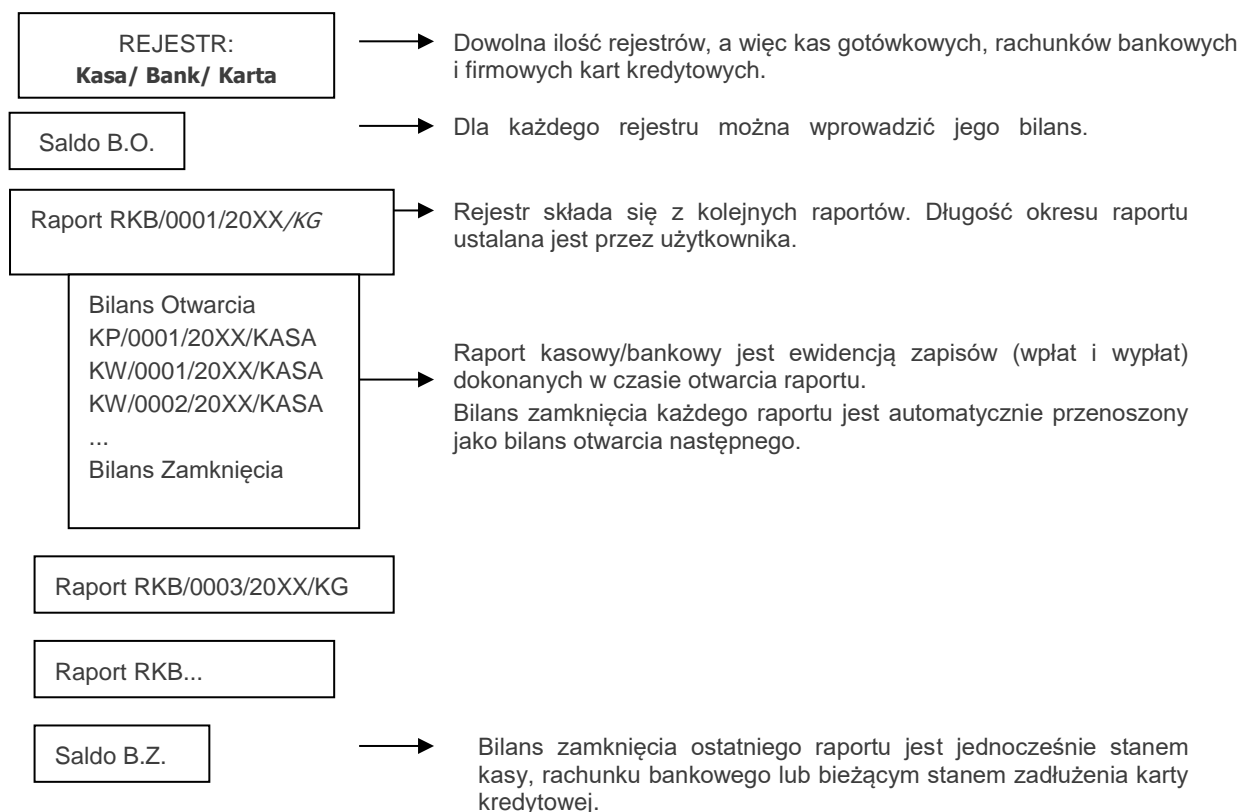 REJESTR:
Kasa/ Bank/ Karta
Dowolna ilość rejestrów, a więc kas gotówkowych, rachunków bankowych
i firmowych kart kredytowych.
Saldo B.O.
Dla każdego rejestru można wprowadzić jego bilans.
Raport RKB/0001/20XX/KG
Rejestr składa się z kolejnych raportów. Długość okresu raportu
ustalana jest przez użytkownika.
Bilans Otwarcia
KP/0001/20XX/KASA
KW/0001/20XX/KASA
KW/0002/20XX/KASA
...
Bilans Zamknięcia
Raport kasowy/bankowy jest ewidencją zapisów (wpłat i wypłat)
dokonanych w czasie otwarcia raportu.
Bilans zamknięcia każdego raportu jest automatycznie przenoszony
jako bilans otwarcia następnego.
Raport RKB/0003/20XX/KG
Raport RKB...
Saldo B.Z.
Bilans zamknięcia ostatniego raportu jest jednocześnie stanem
kasy, rachunku bankowego lub bieżącym stanem zadłużenia karty
kredytowej.